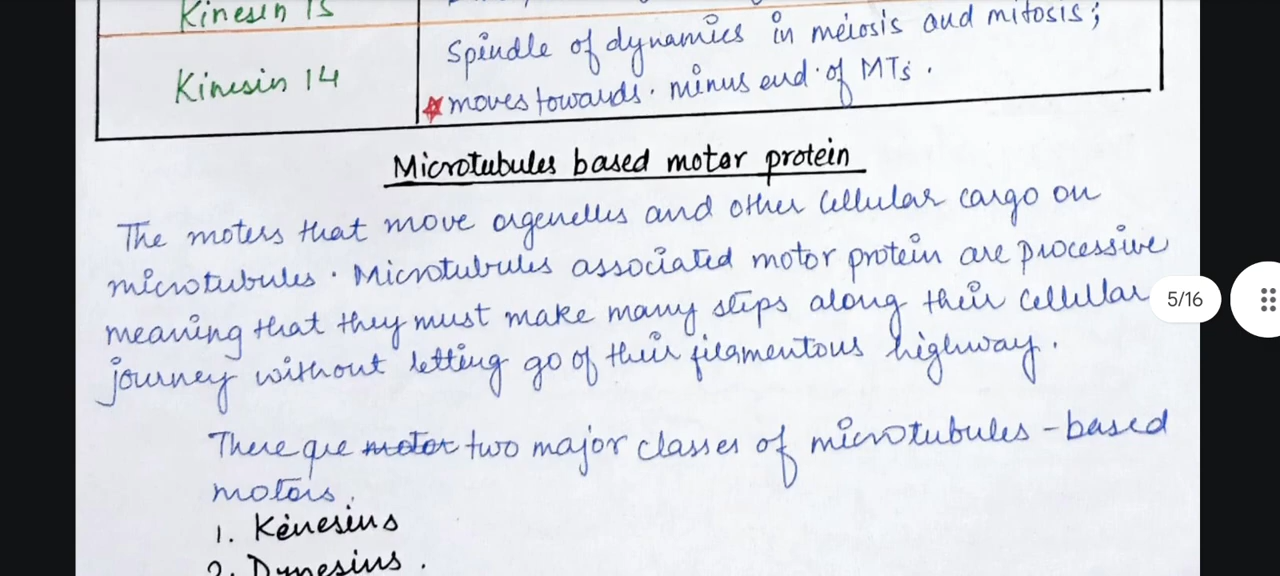 Kinesin 13
Spindle of dynamics in meiosis and mitosis;
Kinesin 14
moves towards. minus end of MTs.
Microtubules based motor protein
The moters that move orgenelles and other cellular cargo on
microtubules. Microtubules associated motor protein are processive
meaning that they must make many steps along their cellular
5/16
journey without letting go of their filamentous highway.
There are motor two major classes of microtubules-based
motors.
1. Kinesins
2. Dynesins.